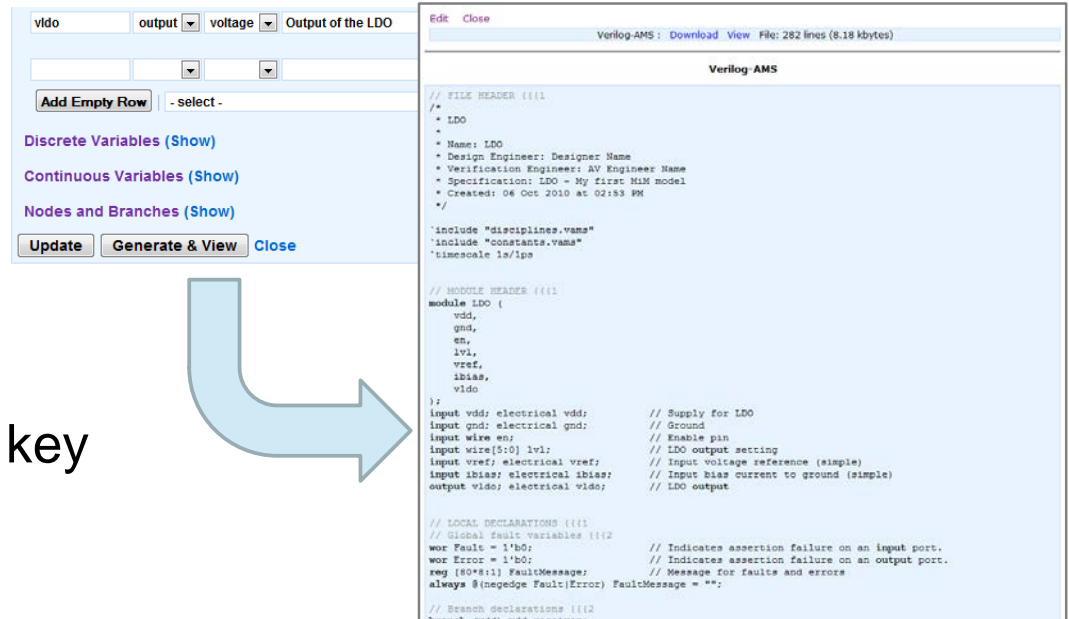 vldo output voltage Output of the LDO
Add Empty Row - select -
Discrete Variables (Show)
Continuous Variables (Show)
Nodes and Branches (Show)
Update Generate & View Close
key
Edit Close
Verilog-AMS : Download View File: 282 lines (8.18 kbytes)
Verilog-AMS
// FILE HEADER {{{1
/*
* LDO
*
* Name: LDO
* Design Engineer: Designer Name
* Verification Engineer: AV Engineer Name
* Specification: LDO - My first MiM model
* Created: 06 Oct 2010 at 02:53 PM
*/
`include "disciplines.vams"
`include "constants.vams"
`timescale 1s/1ps
// MODULE HEADER {{{1
module LDO (
vdd,
gnd,
en,
lvl,
vref,
ibias,
vldo
);
input vdd; electrical vdd; // Supply for LDO
input gnd; electrical gnd; // Ground
input wire en; // Enable pin
input wire[5:0] lvl; // LDO output setting
input vref; electrical vref; // Input voltage reference (simple)
input ibias; electrical ibias; // Input bias current to ground (simple)
output vldo; electrical vldo; // LDO output
// LOCAL DECLARATIONS {{{1
// Global fault variables {{{2
wor Fault = 1'b0; // Indicates assertion failure on an input port.
wor Error = 1'b0; // Indicates assertion failure on an output port.
reg [80*8:1] FaultMessage; // Message for faults and errors
always @(negedge Fault|Error) FaultMessage = "";
// Branch declarations {{{2